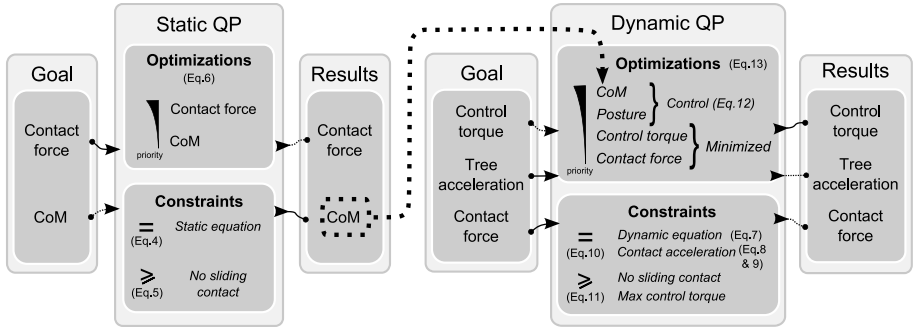 Static QP
Goal
Contact
force
CoM
Optimizations
(Eq.6)
Contact force
CoM
priority
Constraints
=
(Eq.4)
Static equation
≥
(Eq.5)
No sliding
contact
Results
Contact
force
CoM
Dynamic QP
Goal
Control
torque
Tree
acceleration
Contact
force
Optimizations (Eq.13)
CoM
Posture
} Control (Eq.12)
Control torque
Contact force
} Minimized
priority
Constraints
=
(Eq.10)
Dynamic equation (Eq.7)
Contact acceleration (Eq.8
& 9)
≥
(Eq.11)
No sliding contact
Max control torque
Results
Control
torque
Tree
acceleration
Contact
force